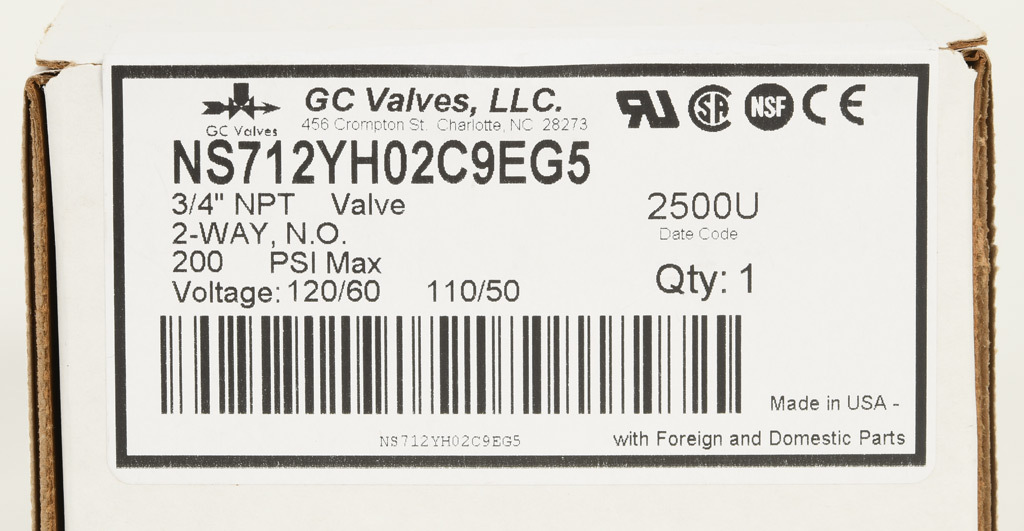 GC Valves
GC Valves, LLC.
456 Crompton St. Charlotte, NC 28273
NSF
CE
NS712YH02C9EG5
3/4" NPT Valve
2-WAY, N.O.
200 PSI Max
Voltage: 120/60 110/50
2500U
Date Code
Qty: 1
NS712YH02C9EG5
Made in USA -
with Foreign and Domestic Parts